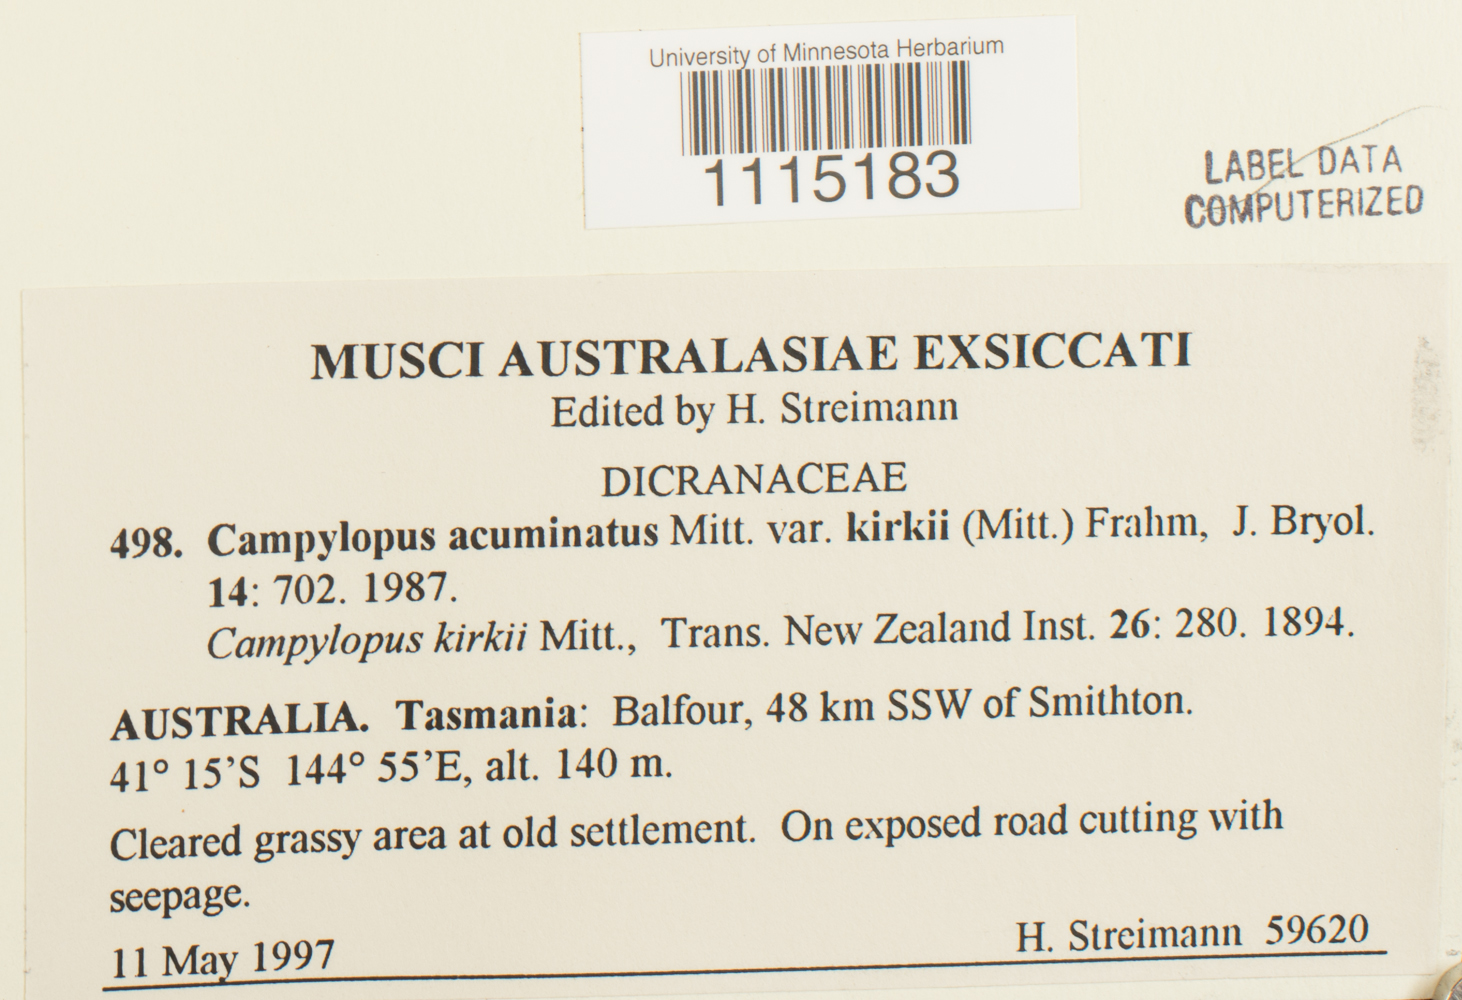 University of Minnesota Herbarium
1115183
LABEL DATA
COMPUTERIZED
MUSCI AUSTRALASIAE EXSICCATI
Edited by H. Streimann
DICRANACEAE
498. Campylopus acuminatus Mitt. var. kirkii (Mitt.) Frahm, J. Bryol.
14: 702. 1987.
Campylopus kirkii Mitt., Trans. New Zealand Inst. 26: 280. 1894.
AUSTRALIA. Tasmania: Balfour, 48 km SSW of Smithton.
41° 15’S 144° 55’E, alt. 140 m.
Cleared grassy area at old settlement. On exposed road cutting with
seepage.
11 May 1997 H. Streimann 59620